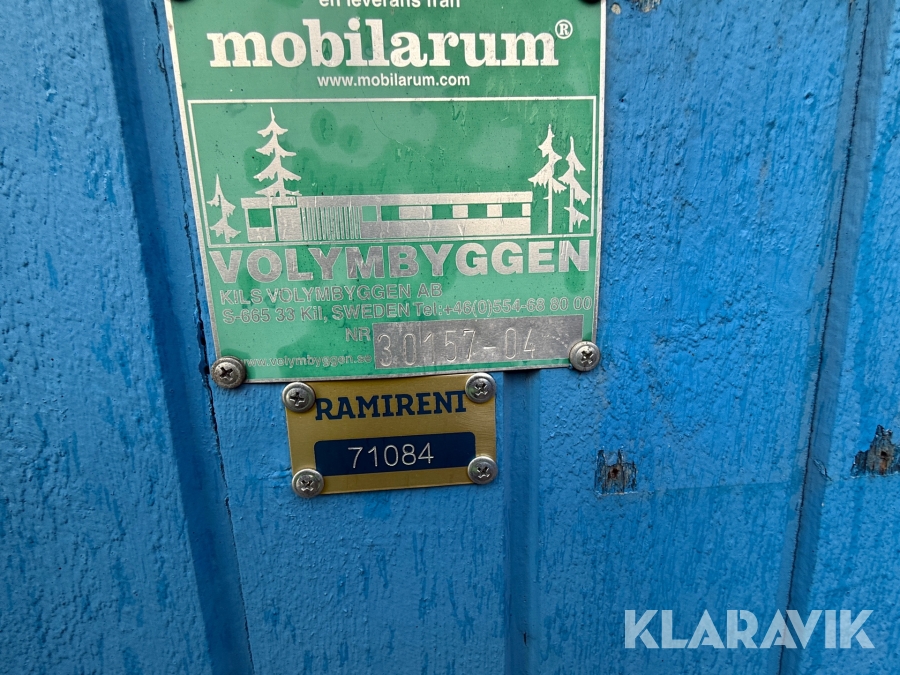 en leverans från
mobilarum®
www.mobilarum.com
VOLYMBYGGEN
KILS VOLYMBYGGEN AB
S-665 33 Kil, SWEDEN Tel:+46(0)554-68 80 00
NR 30157-04
www.volymbyggen.se
RAMIRENT
71084
KLARAVIK